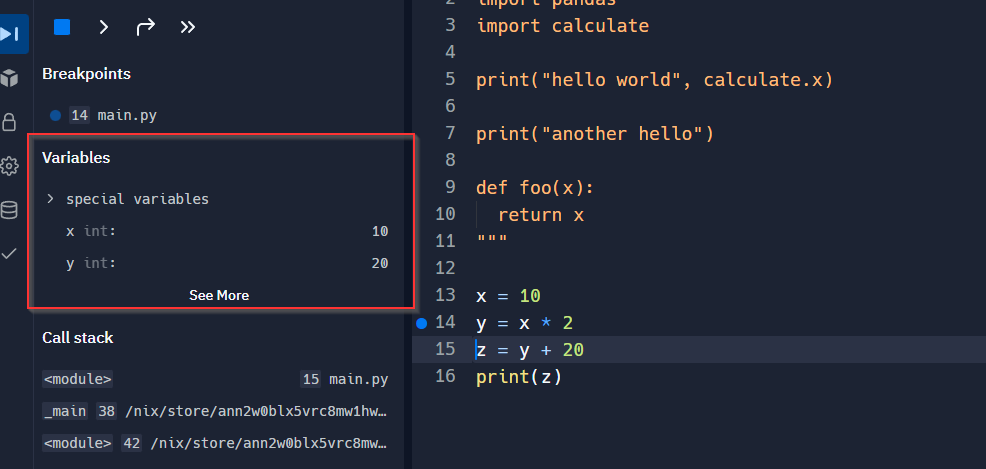 Breakpoints
14 main.py
Variables
special variables
x int: 10
y int: 20
See More
Call stack
<module> 15 main.py
_main 38 /nix/store/ann2w0blx5vrc8mw1hw…
<module> 42 /nix/store/ann2w0blx5vrc8mw…
2 import pandas
3 import calculate
4
5 print("hello world", calculate.x)
6
7 print("another hello")
8
9 def foo(x):
10   return x
11 """
12
13 x = 10
14 y = x * 2
15 z = y + 20
16 print(z)